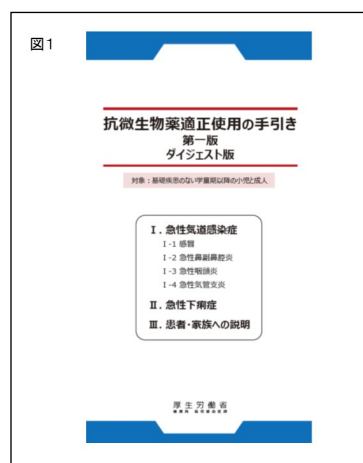 図1
抗微生物薬適正使用の手引き
第一版
ダイジェスト版
対象：基礎疾患のない学童期以降の小児と成人
Ⅰ. 急性気道感染症
Ⅰ-1 感冒
Ⅰ-2 急性鼻副鼻腔炎
Ⅰ-3 急性咽頭炎
Ⅰ-4 急性気管支炎
Ⅱ. 急性下痢症
Ⅲ. 患者・家族への説明
厚生労働省